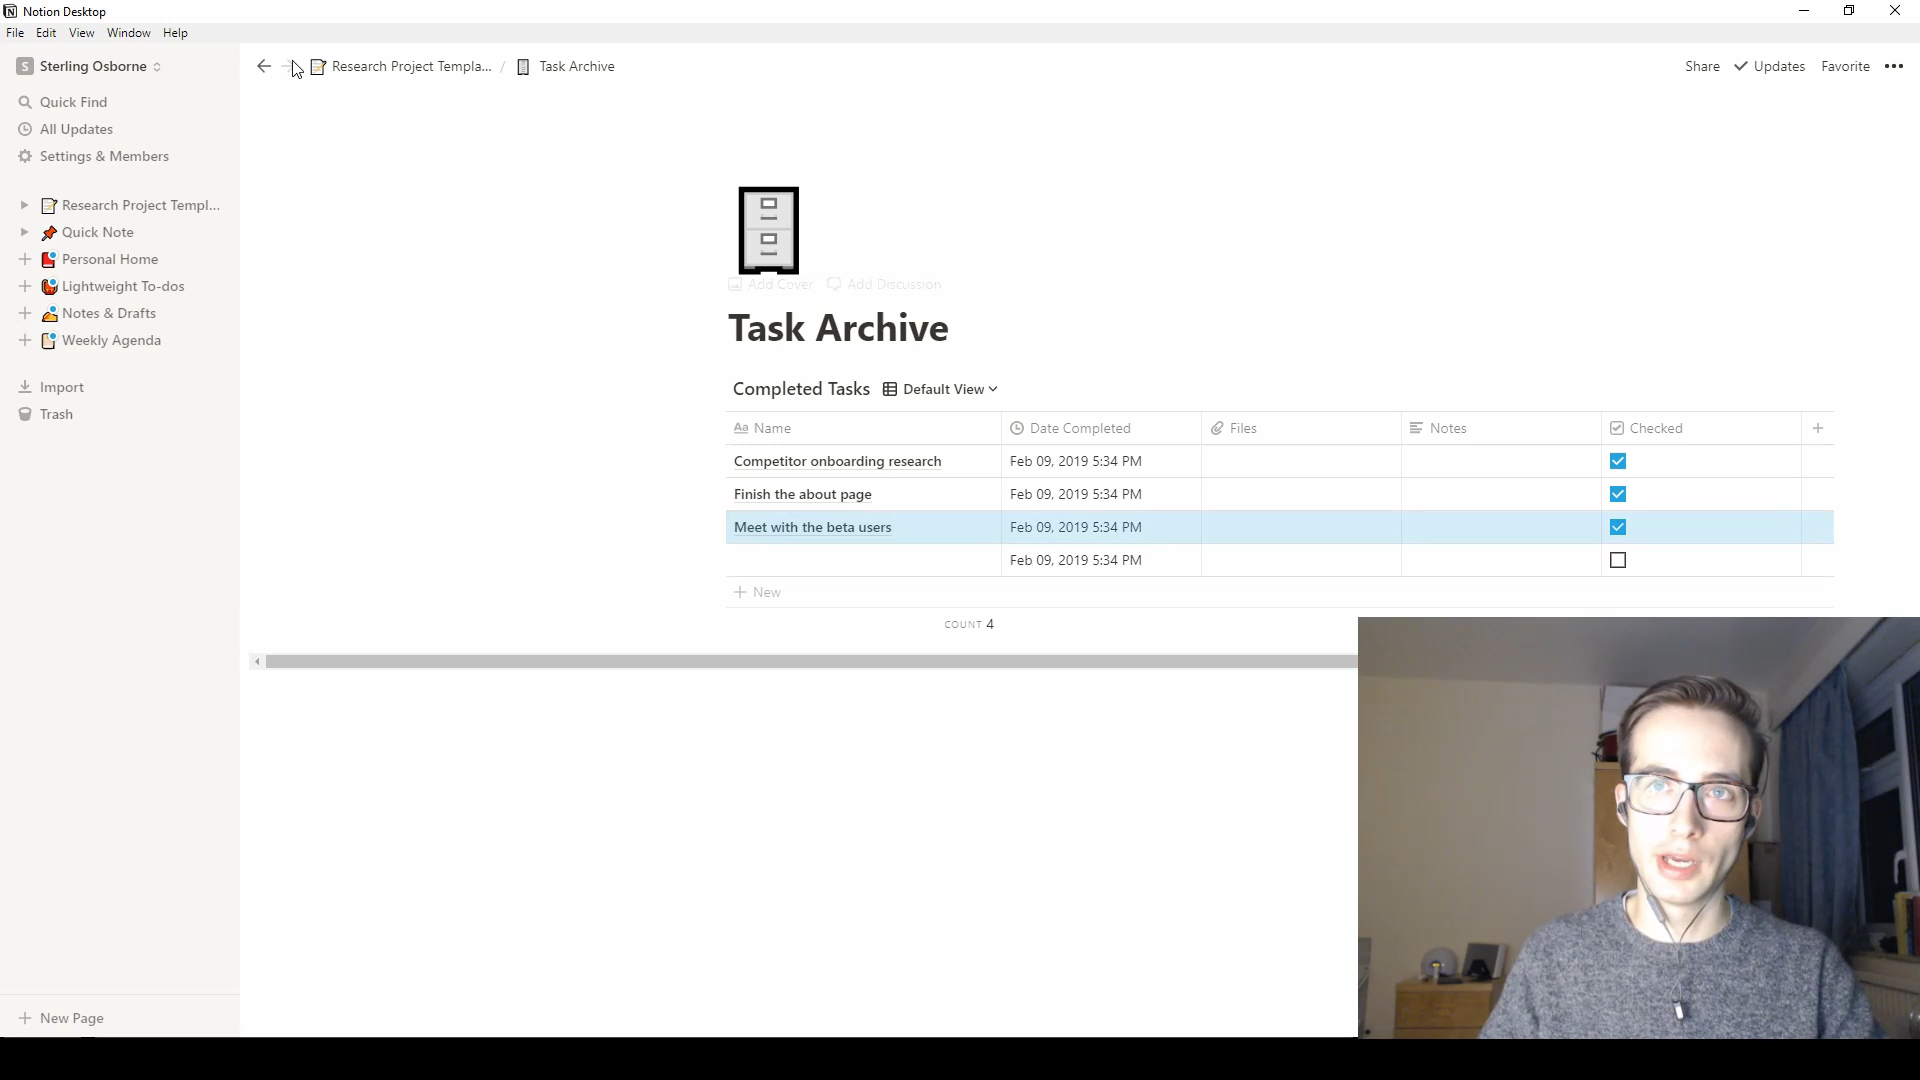 Notion Desktop
File Edit View Window Help
S Sterling Osborne
Research Project Templa... / Task Archive
Share Updates Favorite •••
Quick Find
All Updates
Settings & Members
Research Project Templ...
Quick Note
Personal Home
Lightweight To-dos
Notes & Drafts
Weekly Agenda
Import
Trash
New Page
Add Cover Add Discussion
Task Archive
Completed Tasks Default View
Aa Name Date Completed Files Notes Checked +
Competitor onboarding research Feb 09, 2019 5:34 PM
Finish the about page Feb 09, 2019 5:34 PM
Meet with the beta users Feb 09, 2019 5:34 PM
Feb 09, 2019 5:34 PM
+ New
COUNT 4